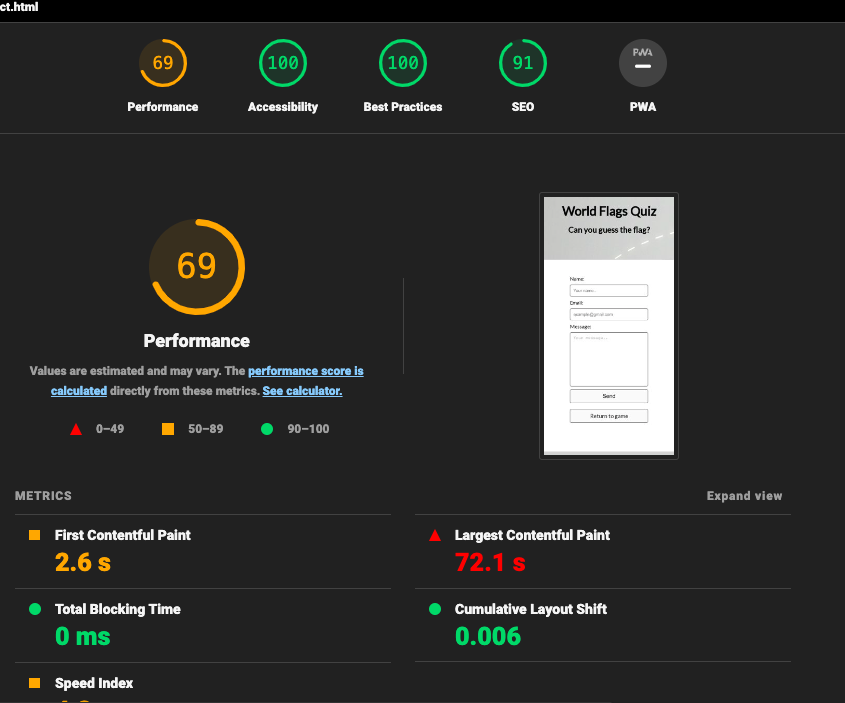 ct.html
69 100 100 91 PWA
Performance Accessibility Best Practices SEO PWA
World Flags Quiz
Can you guess the flag?
Name:
Your name..
Email:
example@gmail.com
Message:
Your message...
Send
Return to game
69
Performance
Values are estimated and may vary. The performance score is
calculated directly from these metrics. See calculator.
0–49 50–89 90–100
METRICS
Expand view
First Contentful Paint
2.6 s
Largest Contentful Paint
72.1 s
Total Blocking Time
0 ms
Cumulative Layout Shift
0.006
Speed Index